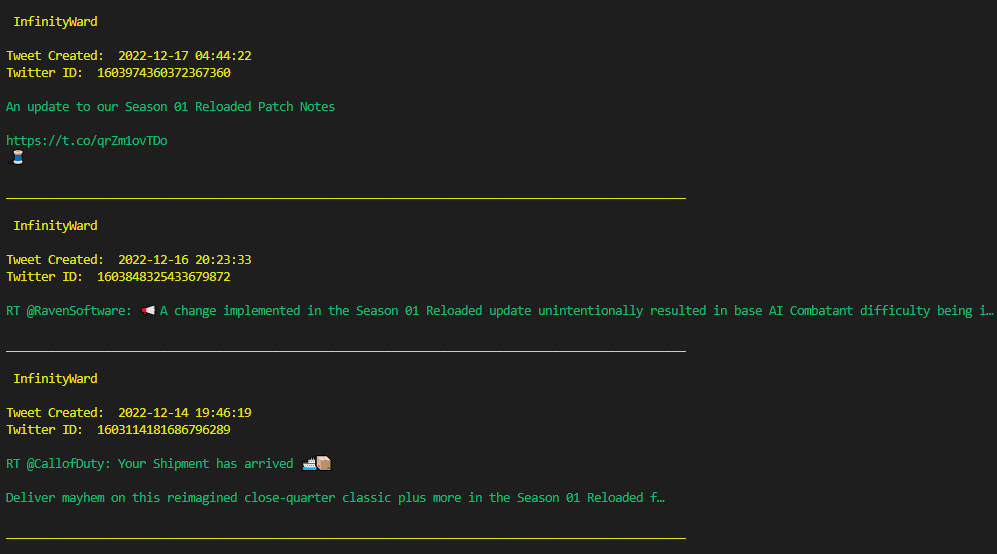 InfinityWard
Tweet Created:  2022-12-17 04:44:22
Twitter ID:  1603974360372367360
An update to our Season 01 Reloaded Patch Notes
https://t.co/qrZm1ovTDo
🧵
InfinityWard
Tweet Created:  2022-12-16 20:23:33
Twitter ID:  1603848325433679872
RT @RavenSoftware: 📢 A change implemented in the Season 01 Reloaded update unintentionally resulted in base AI Combatant difficulty being i…
InfinityWard
Tweet Created:  2022-12-14 19:46:19
Twitter ID:  1603114181686796289
RT @CallofDuty: Your Shipment has arrived 🚢📦
Deliver mayhem on this reimagined close-quarter classic plus more in the Season 01 Reloaded f…